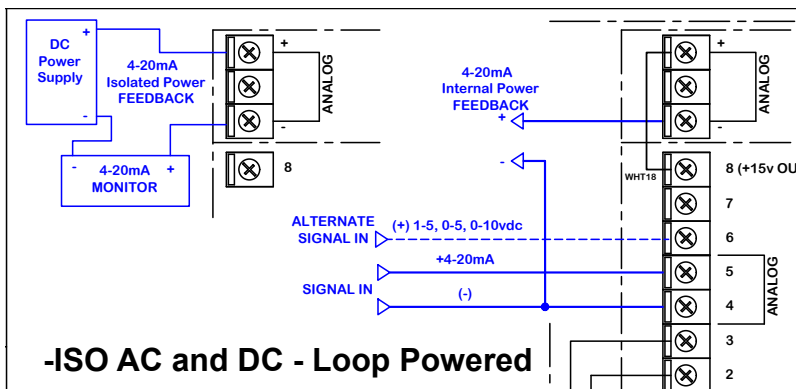 DC
Power
Supply
+
-
4-20mA
Isolated Power
FEEDBACK
- 4-20mA +
MONITOR
+
-
ANALOG
8
4-20mA
Internal Power
FEEDBACK
+
-
+
-
ANALOG
WHT18
8 (+15v OU
7
6
5
4
3
2
ANALOG
ALTERNATE
SIGNAL IN
(+) 1-5, 0-5, 0-10vdc
+4-20mA
SIGNAL IN
(-)
-ISO AC and DC - Loop Powered